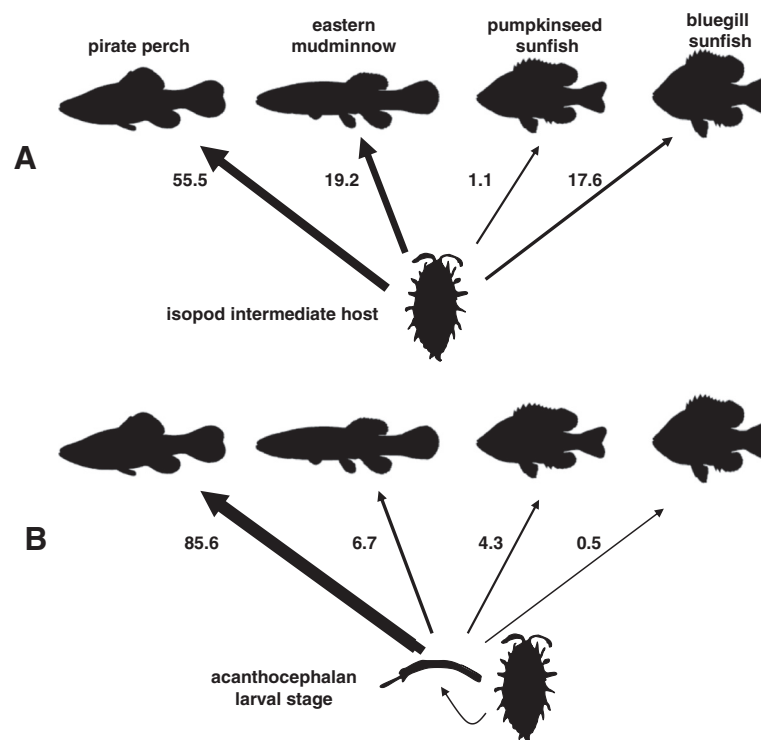 pirate perch
eastern
mudminnow
pumpkinseed
sunfish
bluegill
sunfish
A
55.5
19.2
1.1
17.6
isopod intermediate host
B
85.6
6.7
4.3
0.5
acanthocephalan
larval stage